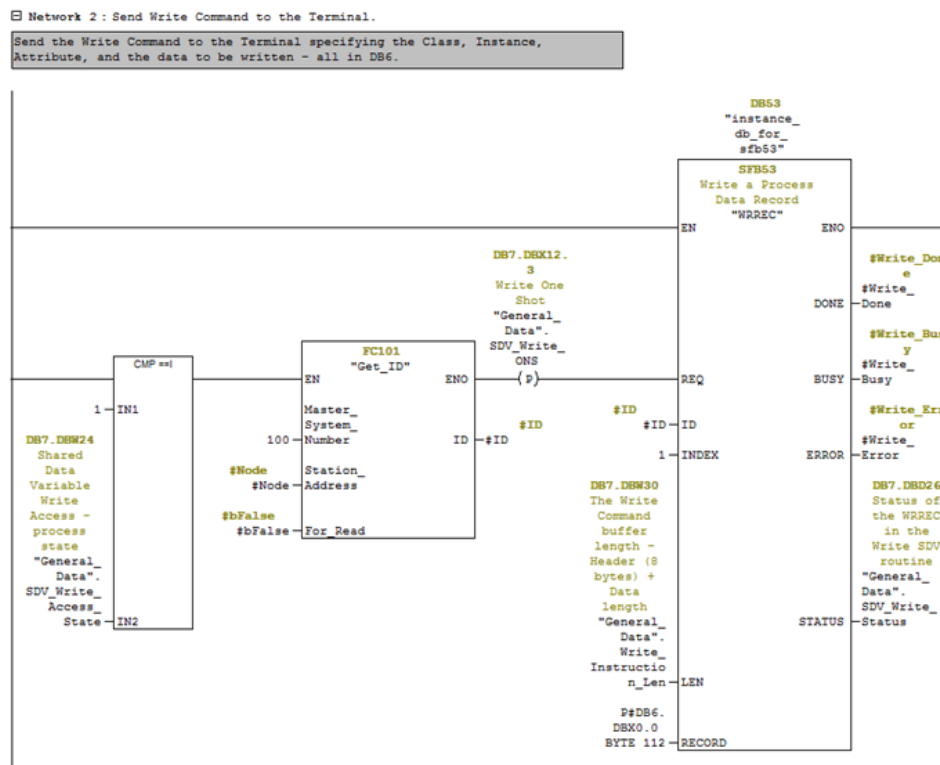 Network 2 : Send Write Command to the Terminal.
Send the Write Command to the Terminal specifying the Class, Instance,
Attribute, and the data to be written - all in DB6.
DB53
"instance_
db_for_
sfb53"
SFB53
Write a Process
Data Record
"WRREC"
EN
ENO
DB7.DBX12.
3
Write One
Shot
"General_
Data".
SDV_Write_
ONS
(P)
#Write_Don
e
#Write_
Done
DONE
CMP ==I
1
IN1
DB7.DBW24
Shared
Data
Variable
Write
Access -
process
state
"General_
Data".
SDV_Write_
Access_
State
IN2
FC101
"Get_ID"
EN
ENO
Master_
System_
100
Number
ID
#ID
#ID
#Node
#Node
Station_
Address
#bFalse
#bFalse
For_Read
REQ
#Write_Bus
y
#Write_
BUSY
Busy
#ID
#ID
ID
1
INDEX
#Write_Err
or
#Write_
ERROR
Error
DB7.DBW30
The Write
Command
buffer
length -
Header (8
bytes) +
Data
length
"General_
Data".
Write_
Instructio
n_Len
LEN
DB7.DBD26
Status of
the WRREC
in the
Write SDV
routine
"General_
Data".
SDV_Write_
STATUS
Status
P#DB6.
DBX0.0
BYTE 112
RECORD